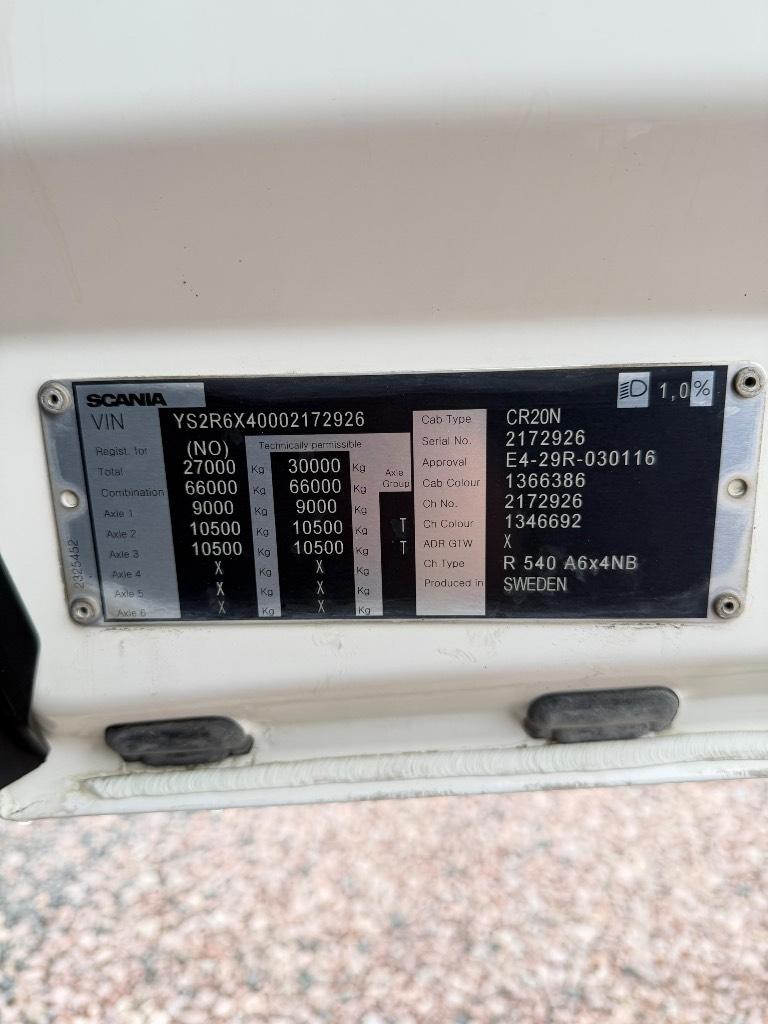 SCANIA 1,0%
VIN YS2R6X40002172926
Regist. for (NO) Technically permissible
Total 27000 Kg 30000 Kg Axle Group
Combination 66000 Kg 66000 Kg
Axle 1 9000 Kg 9000 Kg
Axle 2 10500 Kg 10500 Kg T
Axle 3 10500 Kg 10500 Kg T
Axle 4 X Kg X Kg
Axle 5 X Kg X Kg
Axle 6 X Kg X Kg
2325452
Cab Type CR20N
Serial No. 2172926
Approval E4-29R-030116
Cab Colour 1366386
Ch No. 2172926
Ch Colour 1346692
ADR GTW X
Ch Type R 540 A6x4NB
Produced in SWEDEN